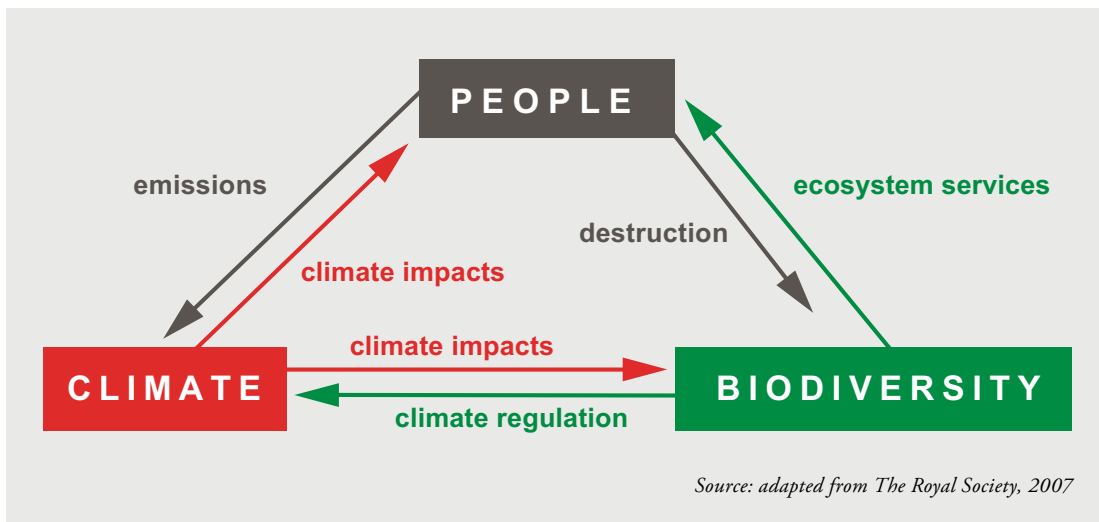 PEOPLE
emissions
ecosystem services
destruction
climate impacts
climate impacts
CLIMATE
BIODIVERSITY
climate regulation
Source: adapted from The Royal Society, 2007